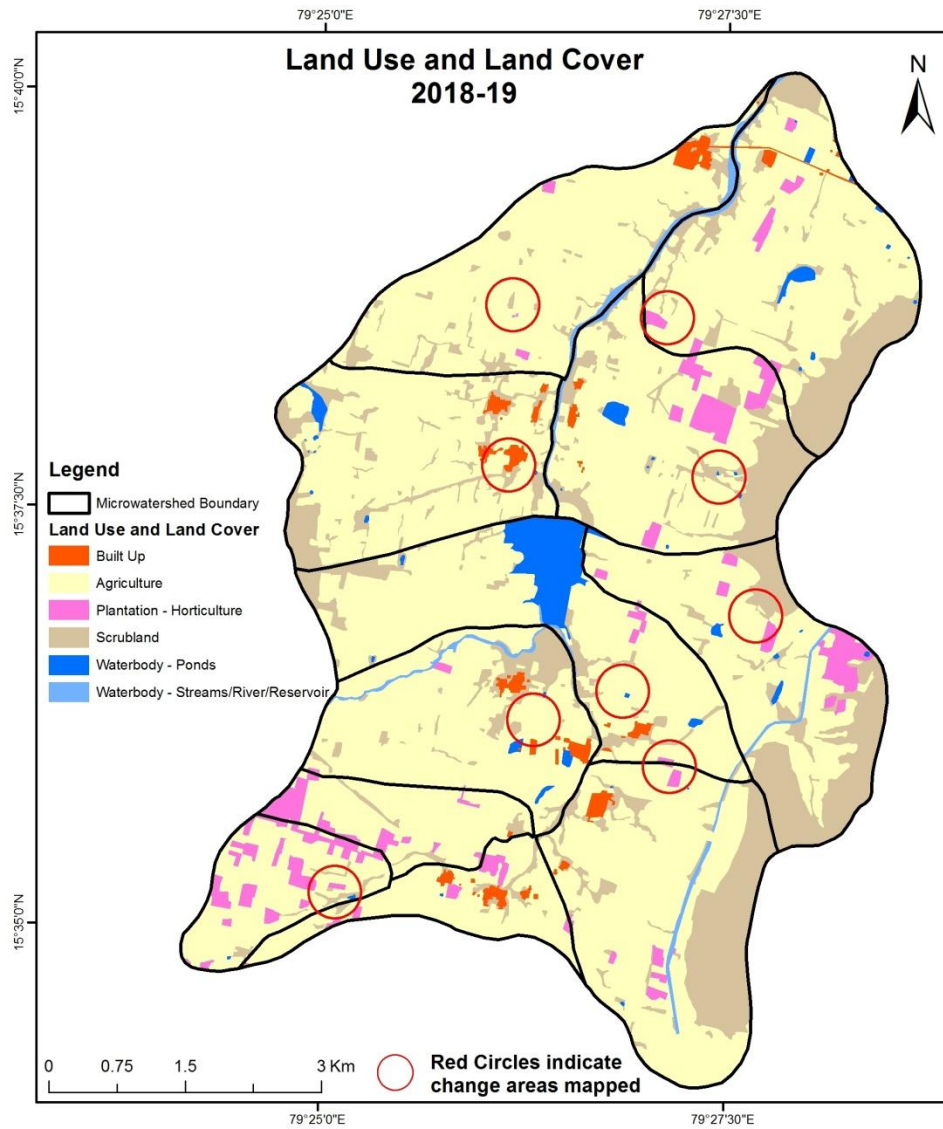 79°25'0"E
79°27'30"E
Land Use and Land Cover
2018-19
N
15°40'0"N
15°37'30"N
15°35'0"N
Legend
Microwatershed Boundary
Land Use and Land Cover
Built Up
Agriculture
Plantation - Horticulture
Scrubland
Waterbody - Ponds
Waterbody - Streams/River/Reservoir
0 0.75 1.5 3 Km
Red Circles indicate
change areas mapped
79°25'0"E
79°27'30"E